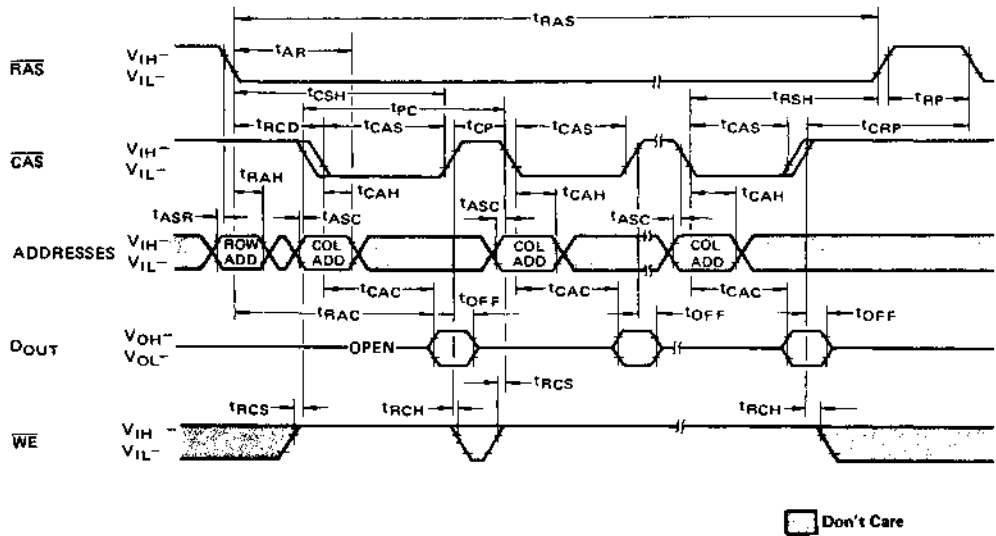 tRAS
tAR
RAS VIH VIL
tCSH
tPC
tRSH
tRP
tRCD tCAS tCP tCAS tCAS tCRP
CAS VIH VIL
tRAH tCAH tCAH tCAH
tASR tASC tASC tASC
ADDRESSES VIH VIL ROW ADD COL ADD COL ADD COL ADD
tCAC tCAC tCAC
tRAC tOFF tOFF tOFF
DOUT VOH VOL OPEN
tRCS
tRCS tRCH tRCH
WE VIH VIL
Don't Care